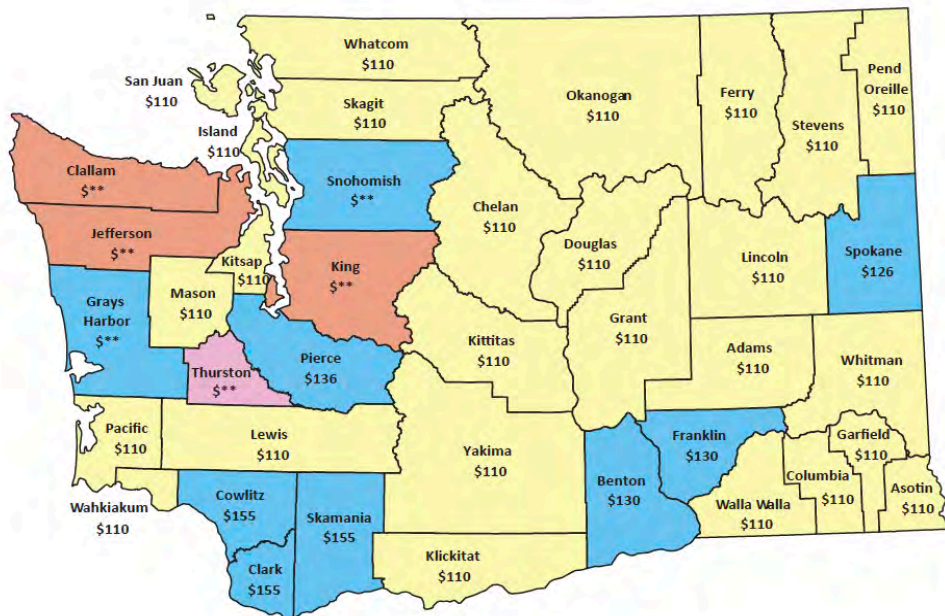 Whatcom
$110
San Juan
$110
Skagit
$110
Island
$110
Okanogan
$110
Ferry
$110
Stevens
$110
Pend
Oreille
$110
Clallam
$**
Snohomish
$**
Chelan
$110
Jefferson
$**
Kitsap
$110
King
$**
Douglas
$110
Lincoln
$110
Spokane
$126
Mason
$110
Grays
Harbor
$**
Grant
$110
Kittitas
$110
Adams
$110
Whitman
$110
Thurston
$**
Pierce
$136
Pacific
$110
Lewis
$110
Yakima
$110
Franklin
$130
Garfield
$110
Benton
$130
Columbia
$110
Asotin
$110
Walla Walla
$110
Wahkiakum
$110
Cowlitz
$155
Skamania
$155
Klickitat
$110
Clark
$155